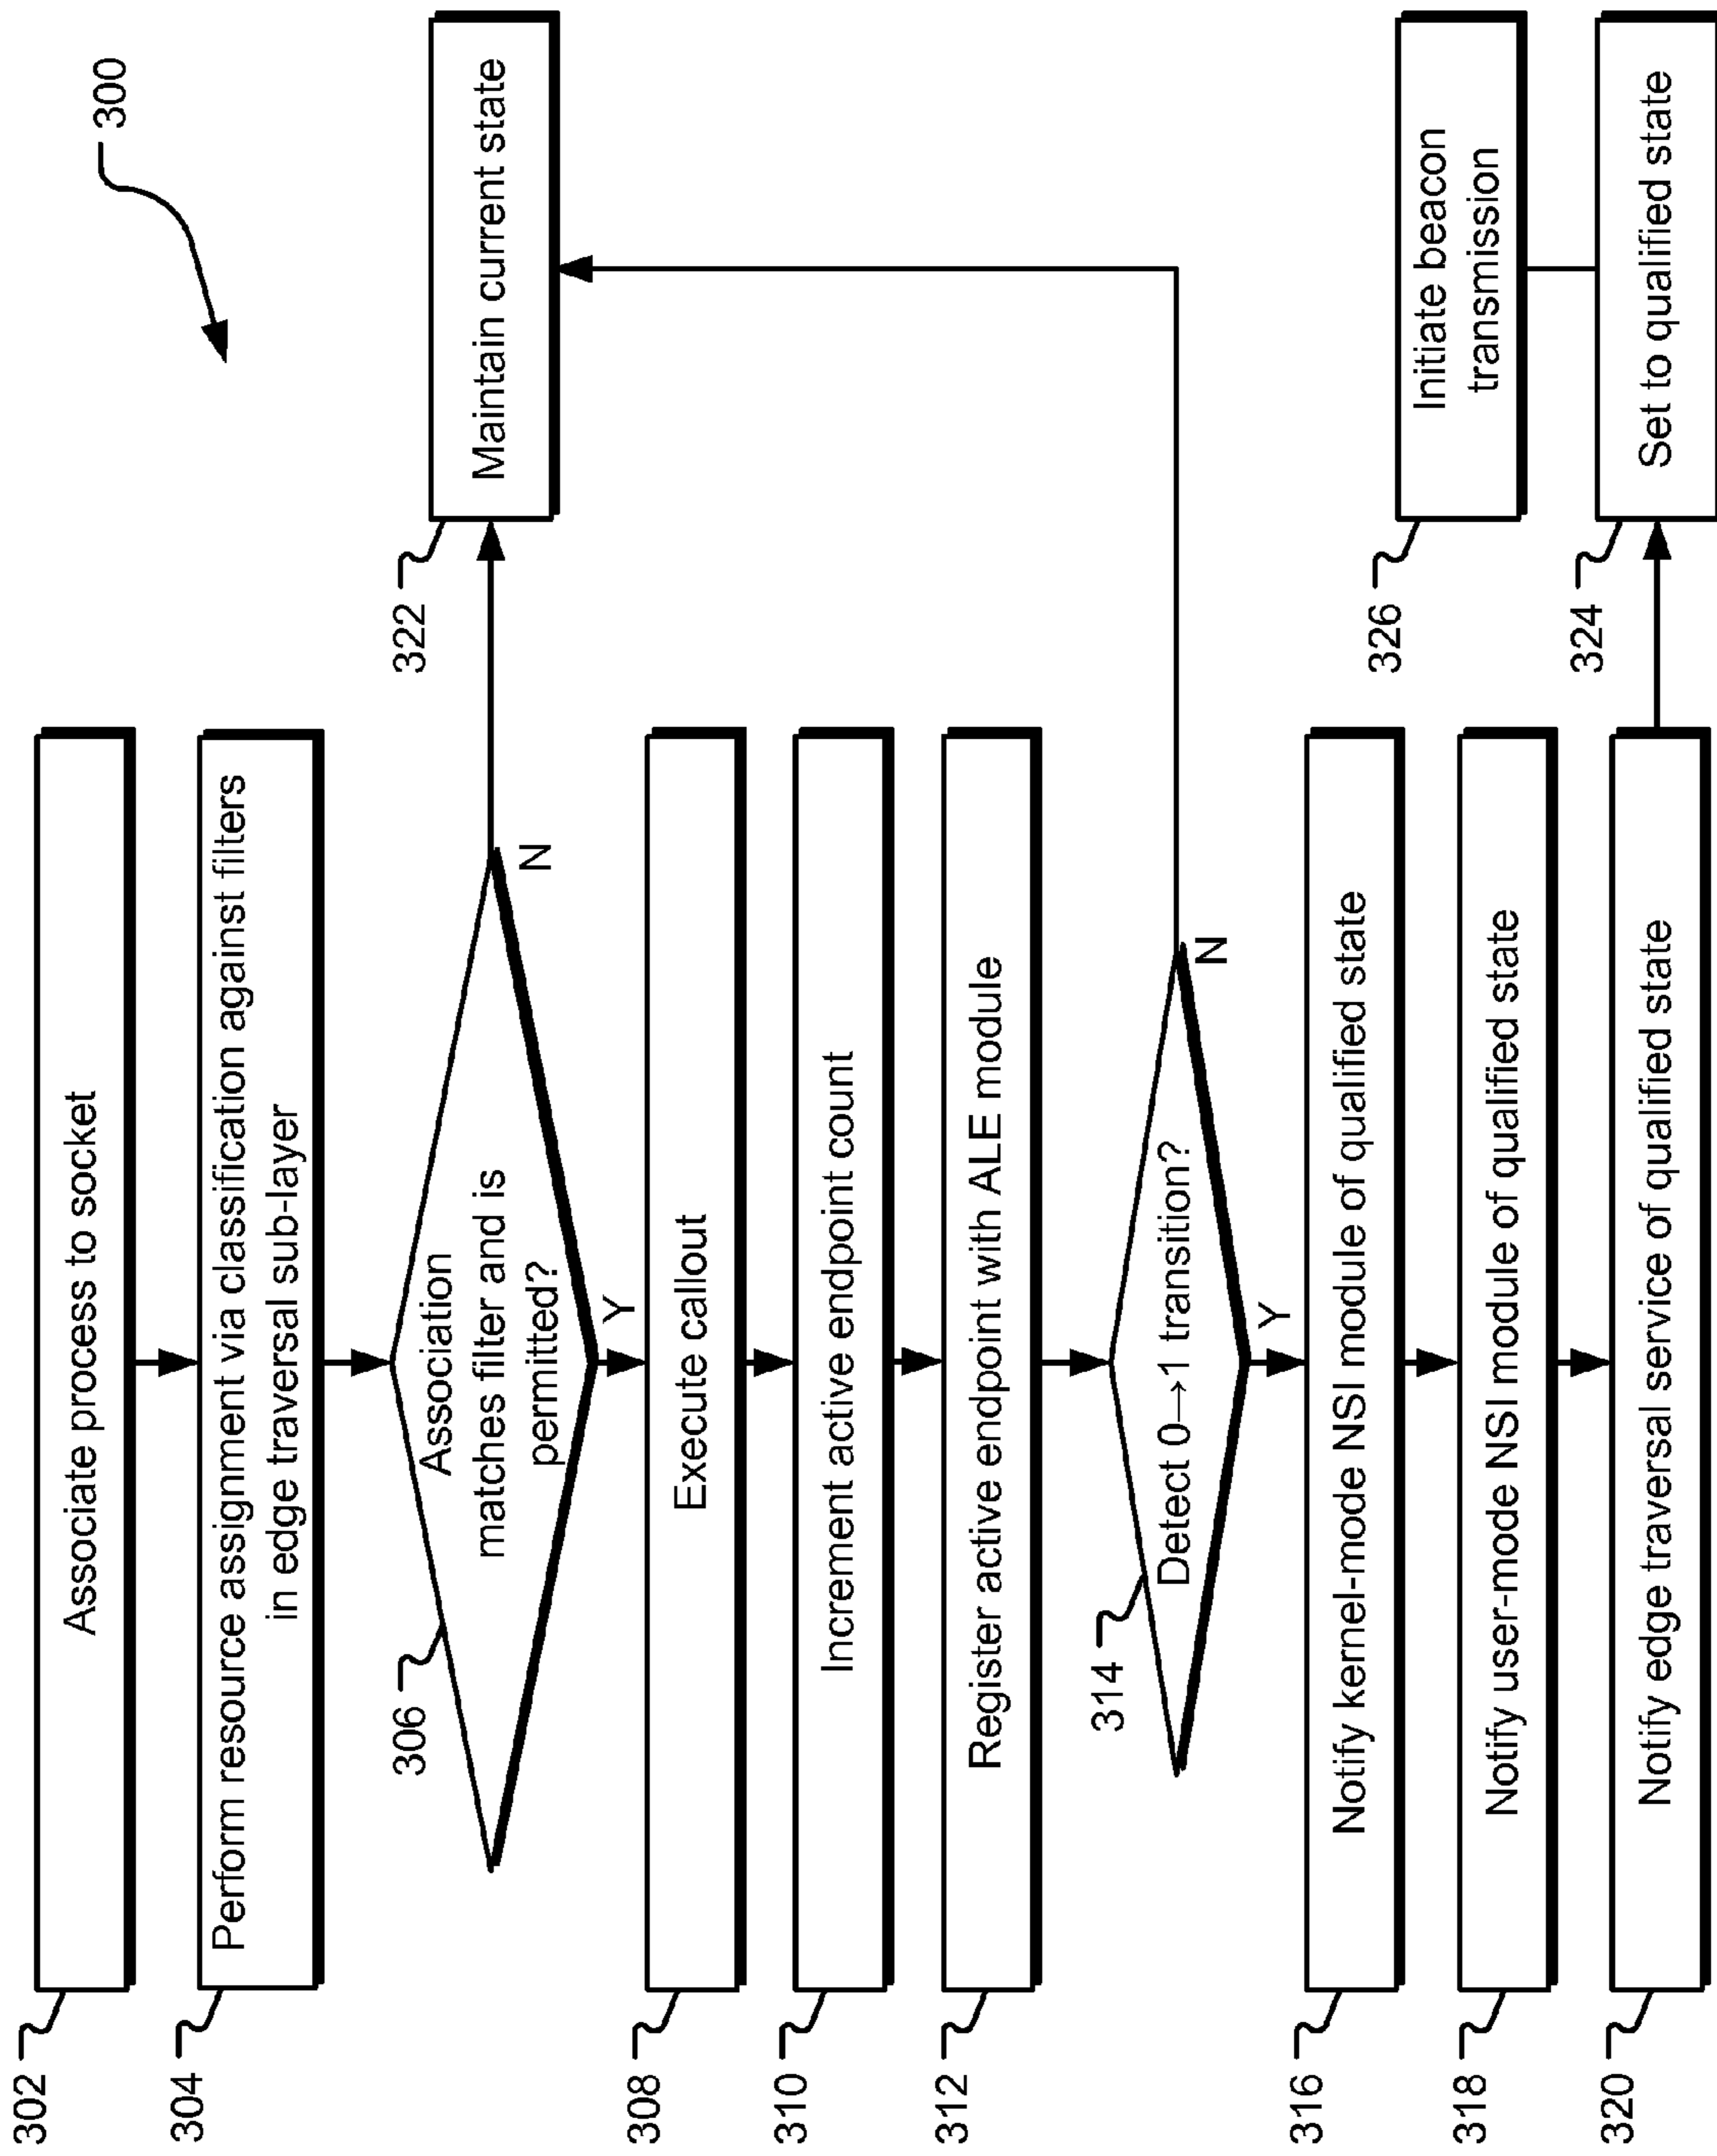 300
302
Associate process to socket
304
Perform resource assignment via classification against filters
in edge traversal sub-layer
306
Association
matches filter and is
permitted?
N
Y
322
Maintain current state
308
Execute callout
310
Increment active endpoint count
312
Register active endpoint with ALE module
314
Detect 0→1 transition?
N
Y
316
Notify kernel-mode NSI module of qualified state
318
Notify user-mode NSI module of qualified state
320
Notify edge traversal service of qualified state
326
Initiate beacon
transmission
324
Set to qualified state